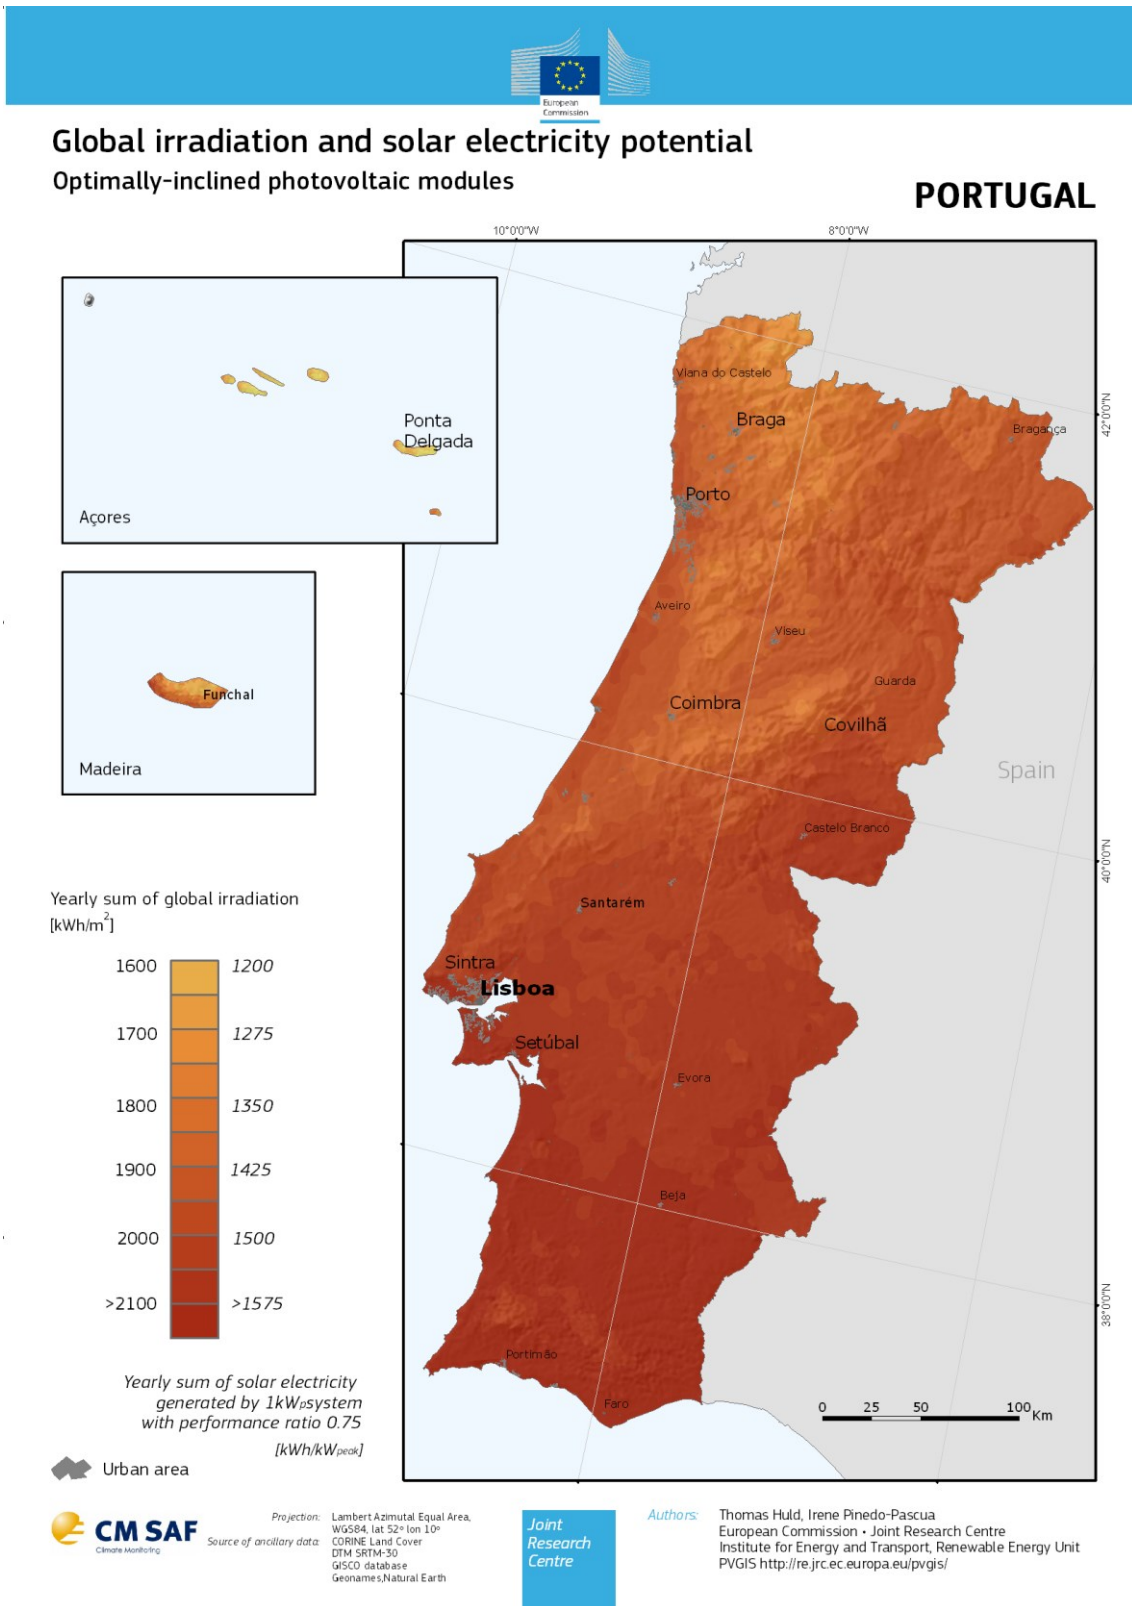 European
Commission
Global irradiation and solar electricity potential
Optimally-inclined photovoltaic modules
PORTUGAL
10°0'0"W
8°0'0"W
Viana do Castelo
Braga
Bragança
42°0'0"N
Ponta
Delgada
Porto
Açores
Aveiro
Viseu
Guarda
Funchal
Coimbra
Covilhã
Madeira
Spain
Castelo Branco
40°0'0"N
Yearly sum of global irradiation
[kWh/m2]
Santarém
Sintra
Lisboa
1600 1200
1700 1275
Setúbal
Evora
1800 1350
1900 1425
Beja
2000 1500
>2100 >1575
38°0'0"N
Portimão
Faro
Yearly sum of solar electricity
generated by 1kWpsystem
with performance ratio 0.75
[kWh/kWpeak]
0 25 50 100 Km
Urban area
CM SAF
Climate Monitoring
Projection: Lambert Azimutal Equal Area,
WGS84, lat 52º lon 10º
Source of ancillary data: CORINE Land Cover
DTM SRTM-30
GISCO database
Geonames,Natural Earth
Joint
Research
Centre
Authors: Thomas Huld, Irene Pinedo-Pascua
European Commission • Joint Research Centre
Institute for Energy and Transport, Renewable Energy Unit
PVGIS http://re.jrc.ec.europa.eu/pvgis/